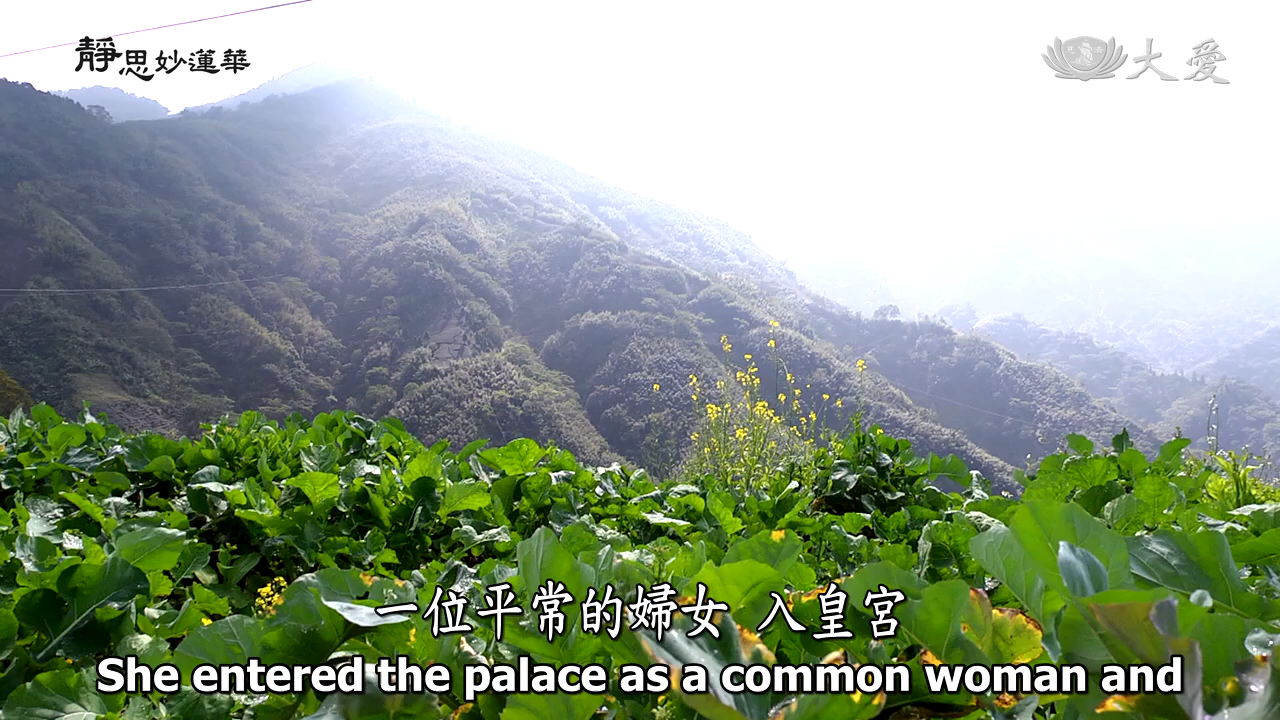 靜思妙蓮華
大愛
一位平常的婦女 入皇宮
She entered the palace as a common woman and